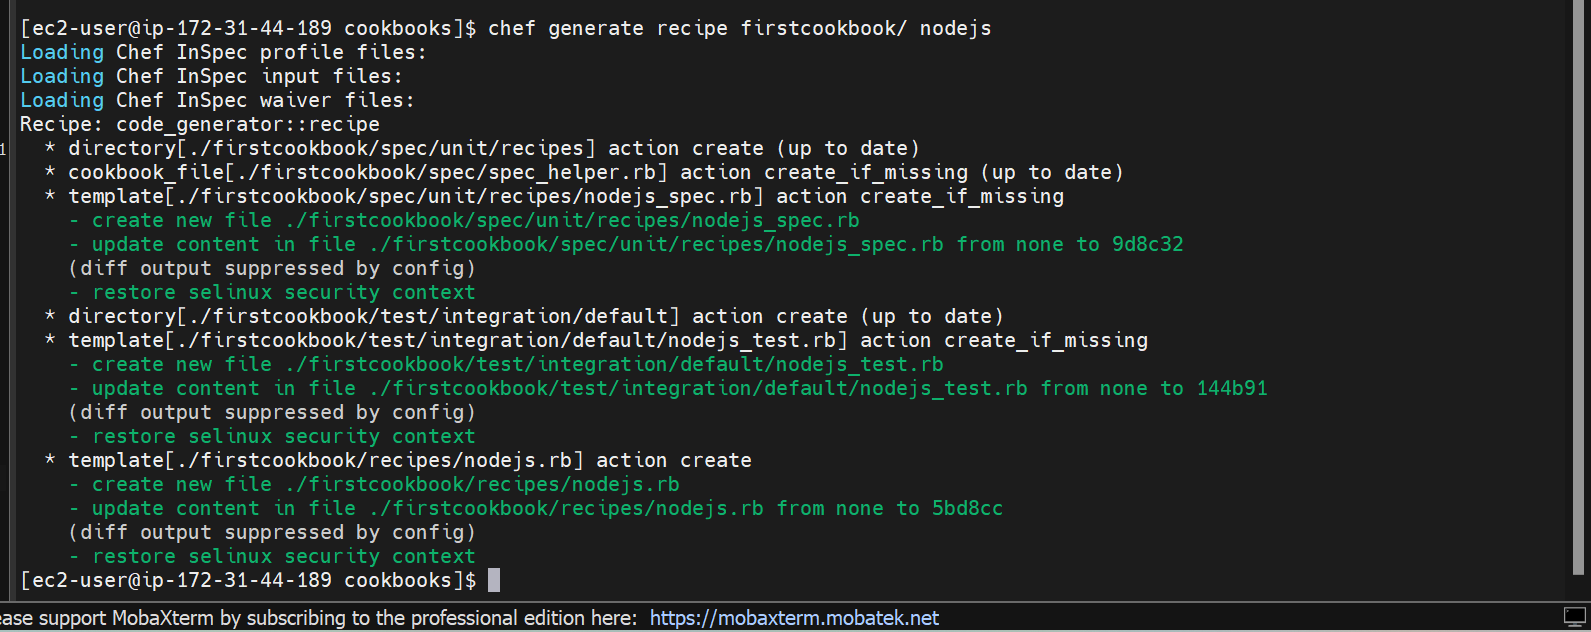 [ec2-user@ip-172-31-44-189 cookbooks]$ chef generate recipe firstcookbook/ nodejs
Loading Chef InSpec profile files:
Loading Chef InSpec input files:
Loading Chef InSpec waiver files:
Recipe: code_generator::recipe
1
  * directory[./firstcookbook/spec/unit/recipes] action create (up to date)
  * cookbook_file[./firstcookbook/spec/spec_helper.rb] action create_if_missing (up to date)
  * template[./firstcookbook/spec/unit/recipes/nodejs_spec.rb] action create_if_missing
    - create new file ./firstcookbook/spec/unit/recipes/nodejs_spec.rb
    - update content in file ./firstcookbook/spec/unit/recipes/nodejs_spec.rb from none to 9d8c32
    (diff output suppressed by config)
    - restore selinux security context
  * directory[./firstcookbook/test/integration/default] action create (up to date)
  * template[./firstcookbook/test/integration/default/nodejs_test.rb] action create_if_missing
    - create new file ./firstcookbook/test/integration/default/nodejs_test.rb
    - update content in file ./firstcookbook/test/integration/default/nodejs_test.rb from none to 144b91
    (diff output suppressed by config)
    - restore selinux security context
  * template[./firstcookbook/recipes/nodejs.rb] action create
    - create new file ./firstcookbook/recipes/nodejs.rb
    - update content in file ./firstcookbook/recipes/nodejs.rb from none to 5bd8cc
    (diff output suppressed by config)
    - restore selinux security context
[ec2-user@ip-172-31-44-189 cookbooks]$
ease support MobaXterm by subscribing to the professional edition here: https://mobaxterm.mobatek.net